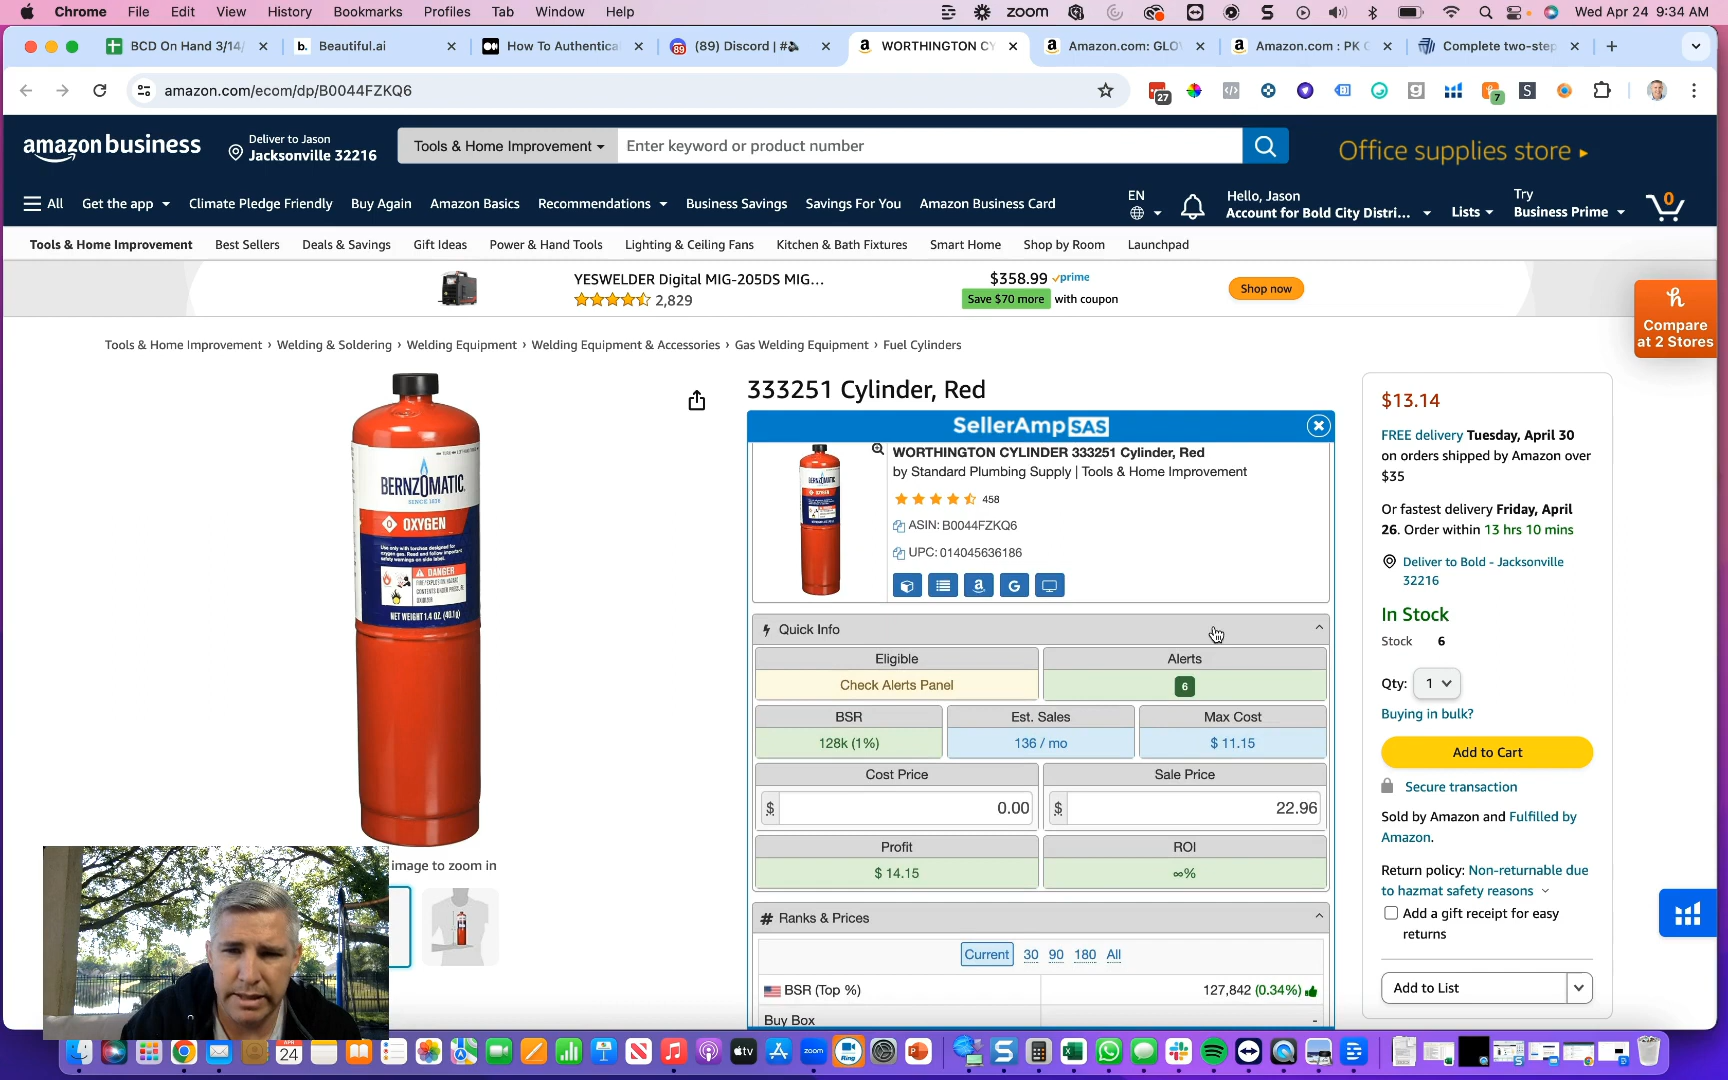 Chrome File Edit View History Bookmarks Profiles Tab Window Help
zoom
Wed Apr 24 9:34 AM
BCD On Hand 3/14/
Beautiful.ai
How To Authentica
(89) Discord | #
WORTHINGTON CY
Amazon.com: GLO
Amazon.com : PK
Complete two-step
amazon.com/ecom/dp/B0044FZKQ6
27
7
amazon business
Deliver to Jason
Jacksonville 32216
Tools & Home Improvement
Enter keyword or product number
Office supplies store
All
Get the app
Climate Pledge Friendly
Buy Again
Amazon Basics
Recommendations
Business Savings
Savings For You
Amazon Business Card
EN
Hello, Jason
Account for Bold City Distri...
Lists
Try
Business Prime
0
Tools & Home Improvement
Best Sellers
Deals & Savings
Gift Ideas
Power & Hand Tools
Lighting & Ceiling Fans
Kitchen & Bath Fixtures
Smart Home
Shop by Room
Launchpad
YESWELDER Digital MIG-205DS MIG...
2,829
$358.99 prime
Save $70 more with coupon
Shop now
Compare
at 2 Stores
Tools & Home Improvement › Welding & Soldering › Welding Equipment › Welding Equipment & Accessories › Gas Welding Equipment › Fuel Cylinders
BERNZOMATIC
SINCE 1876
OXYGEN
DANGER
NET WEIGHT 1.4 OZ. (40.1g)
image to zoom in
333251 Cylinder, Red
SellerAmp SAS
WORTHINGTON CYLINDER 333251 Cylinder, Red
by Standard Plumbing Supply | Tools & Home Improvement
458
ASIN: B0044FZKQ6
UPC: 014045636186
Quick Info
Eligible
Alerts
Check Alerts Panel
6
BSR
Est. Sales
Max Cost
128k (1%)
136 / mo
$ 11.15
Cost Price
Sale Price
$ 0.00
$ 22.96
Profit
ROI
$ 14.15
∞%
# Ranks & Prices
Current 30 90 180 All
BSR (Top %)
127,842 (0.34%)
Buy Box
-
$13.14
FREE delivery Tuesday, April 30
on orders shipped by Amazon over
$35
Or fastest delivery Friday, April
26. Order within 13 hrs 10 mins
Deliver to Bold - Jacksonville
32216
In Stock
Stock 6
Qty: 1
Buying in bulk?
Add to Cart
Secure transaction
Sold by Amazon and Fulfilled by
Amazon.
Return policy: Non-returnable due
to hazmat safety reasons
Add a gift receipt for easy
returns
Add to List
APR
24
tv
zoom
Ring